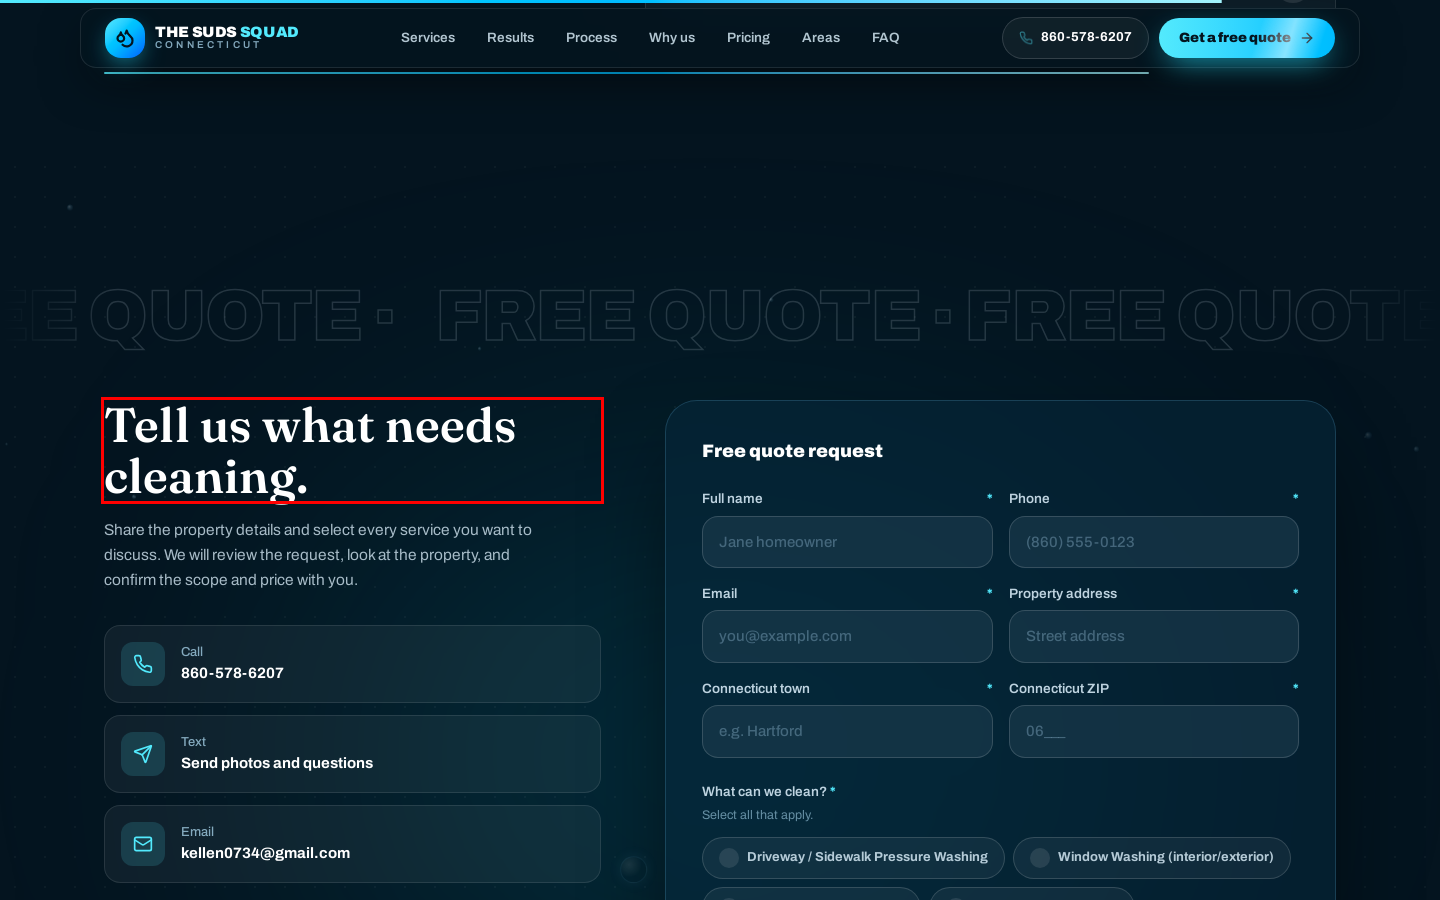 THE SUDS SQUAD
CONNECTICUT
Services
Results
Process
Why us
Pricing
Areas
FAQ
860-578-6207
Get a free quote
QUOTE · FREE QUOTE · FREE QUOTE
Tell us what needs
cleaning.
Share the property details and select every service you want to
discuss. We will review the request, look at the property, and
confirm the scope and price with you.
Call
860-578-6207
Text
Send photos and questions
Email
kellen0734@gmail.com
Free quote request
Full name *
Phone *
Jane homeowner
(860) 555-0123
Email *
Property address *
you@example.com
Street address
Connecticut town *
Connecticut ZIP *
e.g. Hartford
06___
What can we clean? *
Select all that apply.
Driveway / Sidewalk Pressure Washing
Window Washing (interior/exterior)